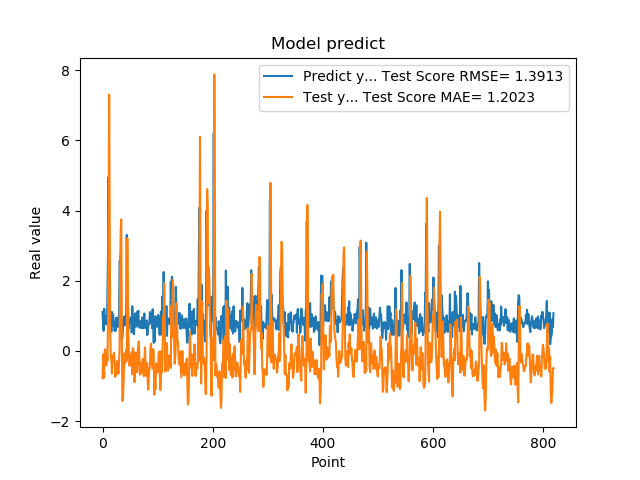 Model predict
Predict y... Test Score RMSE= 1.3913
Test y... Test Score MAE= 1.2023
8
6
4
2
0
−2
Real value
0 200 400 600 800
Point